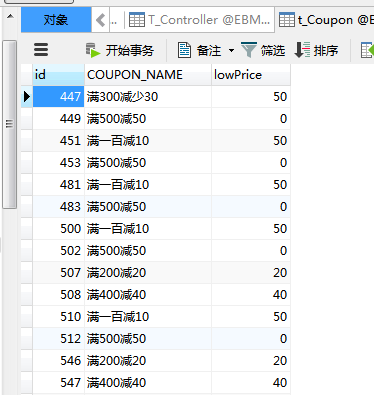 对象 T_Controller @EBM... t_Coupon @E
开始事务 备注 筛.. 排序
id COUPON_NAME lowPrice
447 满300减少30 50
449 满500减50 0
451 满一百减10 50
453 满500减50 0
481 满一百减10 50
483 满500减50 0
500 满一百减10 50
502 满500减50 0
507 满200减20 20
508 满400减40 40
510 满一百减10 50
512 满500减50 0
546 满200减20 20
547 满400减40 40